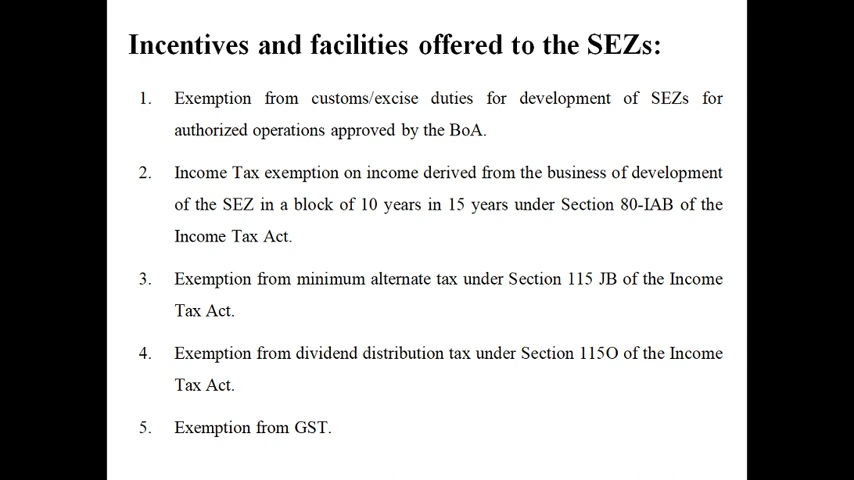 Incentives and facilities offered to the SEZs:
1. Exemption from customs/excise duties for development of SEZs for
authorized operations approved by the BoA.
2. Income Tax exemption on income derived from the business of development
of the SEZ in a block of 10 years in 15 years under Section 80-IAB of the
Income Tax Act.
3. Exemption from minimum alternate tax under Section 115 JB of the Income
Tax Act.
4. Exemption from dividend distribution tax under Section 115O of the Income
Tax Act.
5. Exemption from GST.